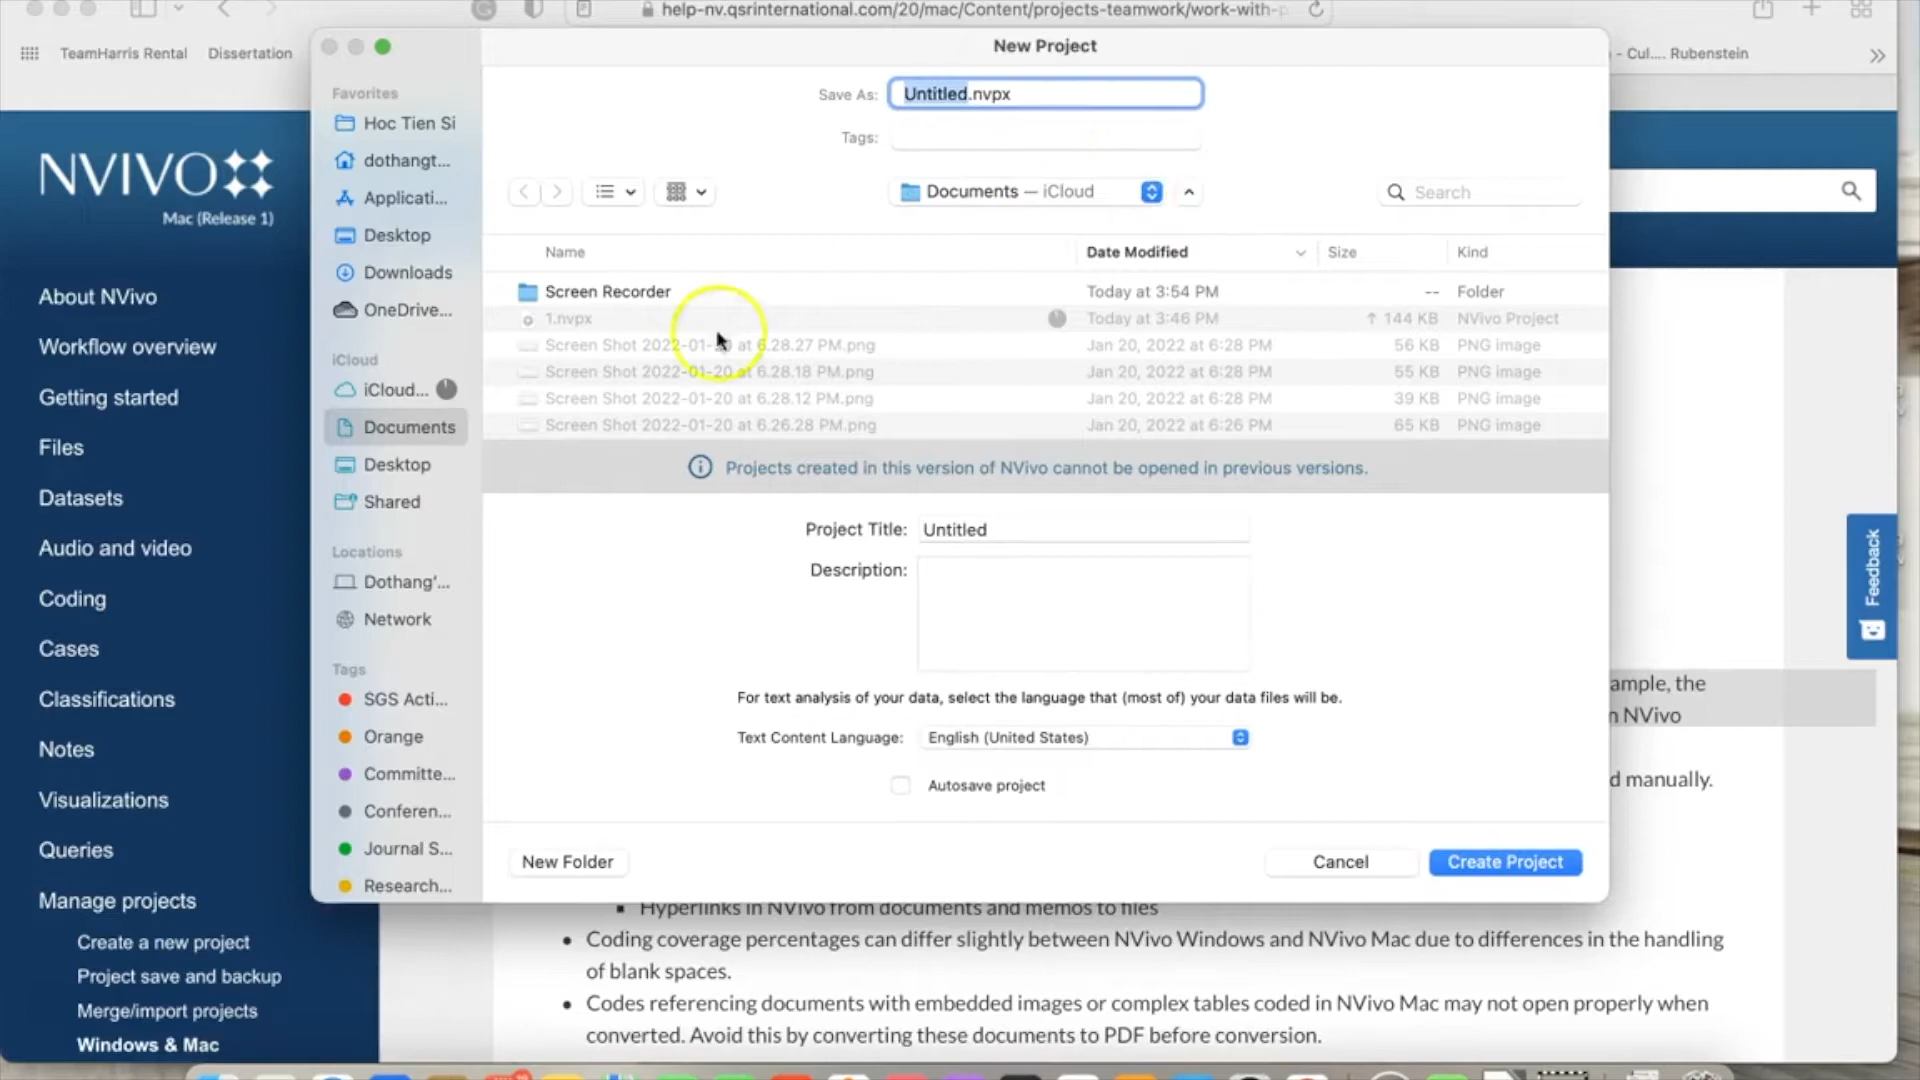 help-nv.qsrinternational.com/20/mac/Content/projects-teamwork/work-with-p
TeamHarris Rental
Dissertation
- Cul.... Rubenstein
NVIVO
Mac (Release 1)
About NVivo
Workflow overview
Getting started
Files
Datasets
Audio and video
Coding
Cases
Classifications
Notes
Visualizations
Queries
Manage projects
Create a new project
Project save and backup
Merge/import projects
Windows & Mac
Favorites
Hoc Tien Si
dothangt...
Applicati...
Desktop
Downloads
OneDrive...
iCloud
iCloud...
Documents
Desktop
Shared
Locations
Dothang'...
Network
Tags
SGS Acti...
Orange
Committe...
Conferen...
Journal S...
Research...
New Project
Save As: Untitled.nvpx
Tags:
Documents — iCloud
Search
Name Date Modified Size Kind
Screen Recorder Today at 3:54 PM -- Folder
1.nvpx Today at 3:46 PM ↑ 144 KB NVivo Project
Screen Shot 2022-01-20 at 6.28.27 PM.png Jan 20, 2022 at 6:28 PM 56 KB PNG image
Screen Shot 2022-01-20 at 6.28.18 PM.png Jan 20, 2022 at 6:28 PM 55 KB PNG image
Screen Shot 2022-01-20 at 6.28.12 PM.png Jan 20, 2022 at 6:28 PM 39 KB PNG image
Screen Shot 2022-01-20 at 6.26.28 PM.png Jan 20, 2022 at 6:26 PM 65 KB PNG image
Projects created in this version of NVivo cannot be opened in previous versions.
Project Title: Untitled
Description:
For text analysis of your data, select the language that (most of) your data files will be.
Text Content Language: English (United States)
Autosave project
New Folder
Cancel
Create Project
Feedback
ample, the
n NVivo
d manually.
▪ Hyperlinks in NVivo from documents and memos to files
• Coding coverage percentages can differ slightly between NVivo Windows and NVivo Mac due to differences in the handling
of blank spaces.
• Codes referencing documents with embedded images or complex tables coded in NVivo Mac may not open properly when
converted. Avoid this by converting these documents to PDF before conversion.